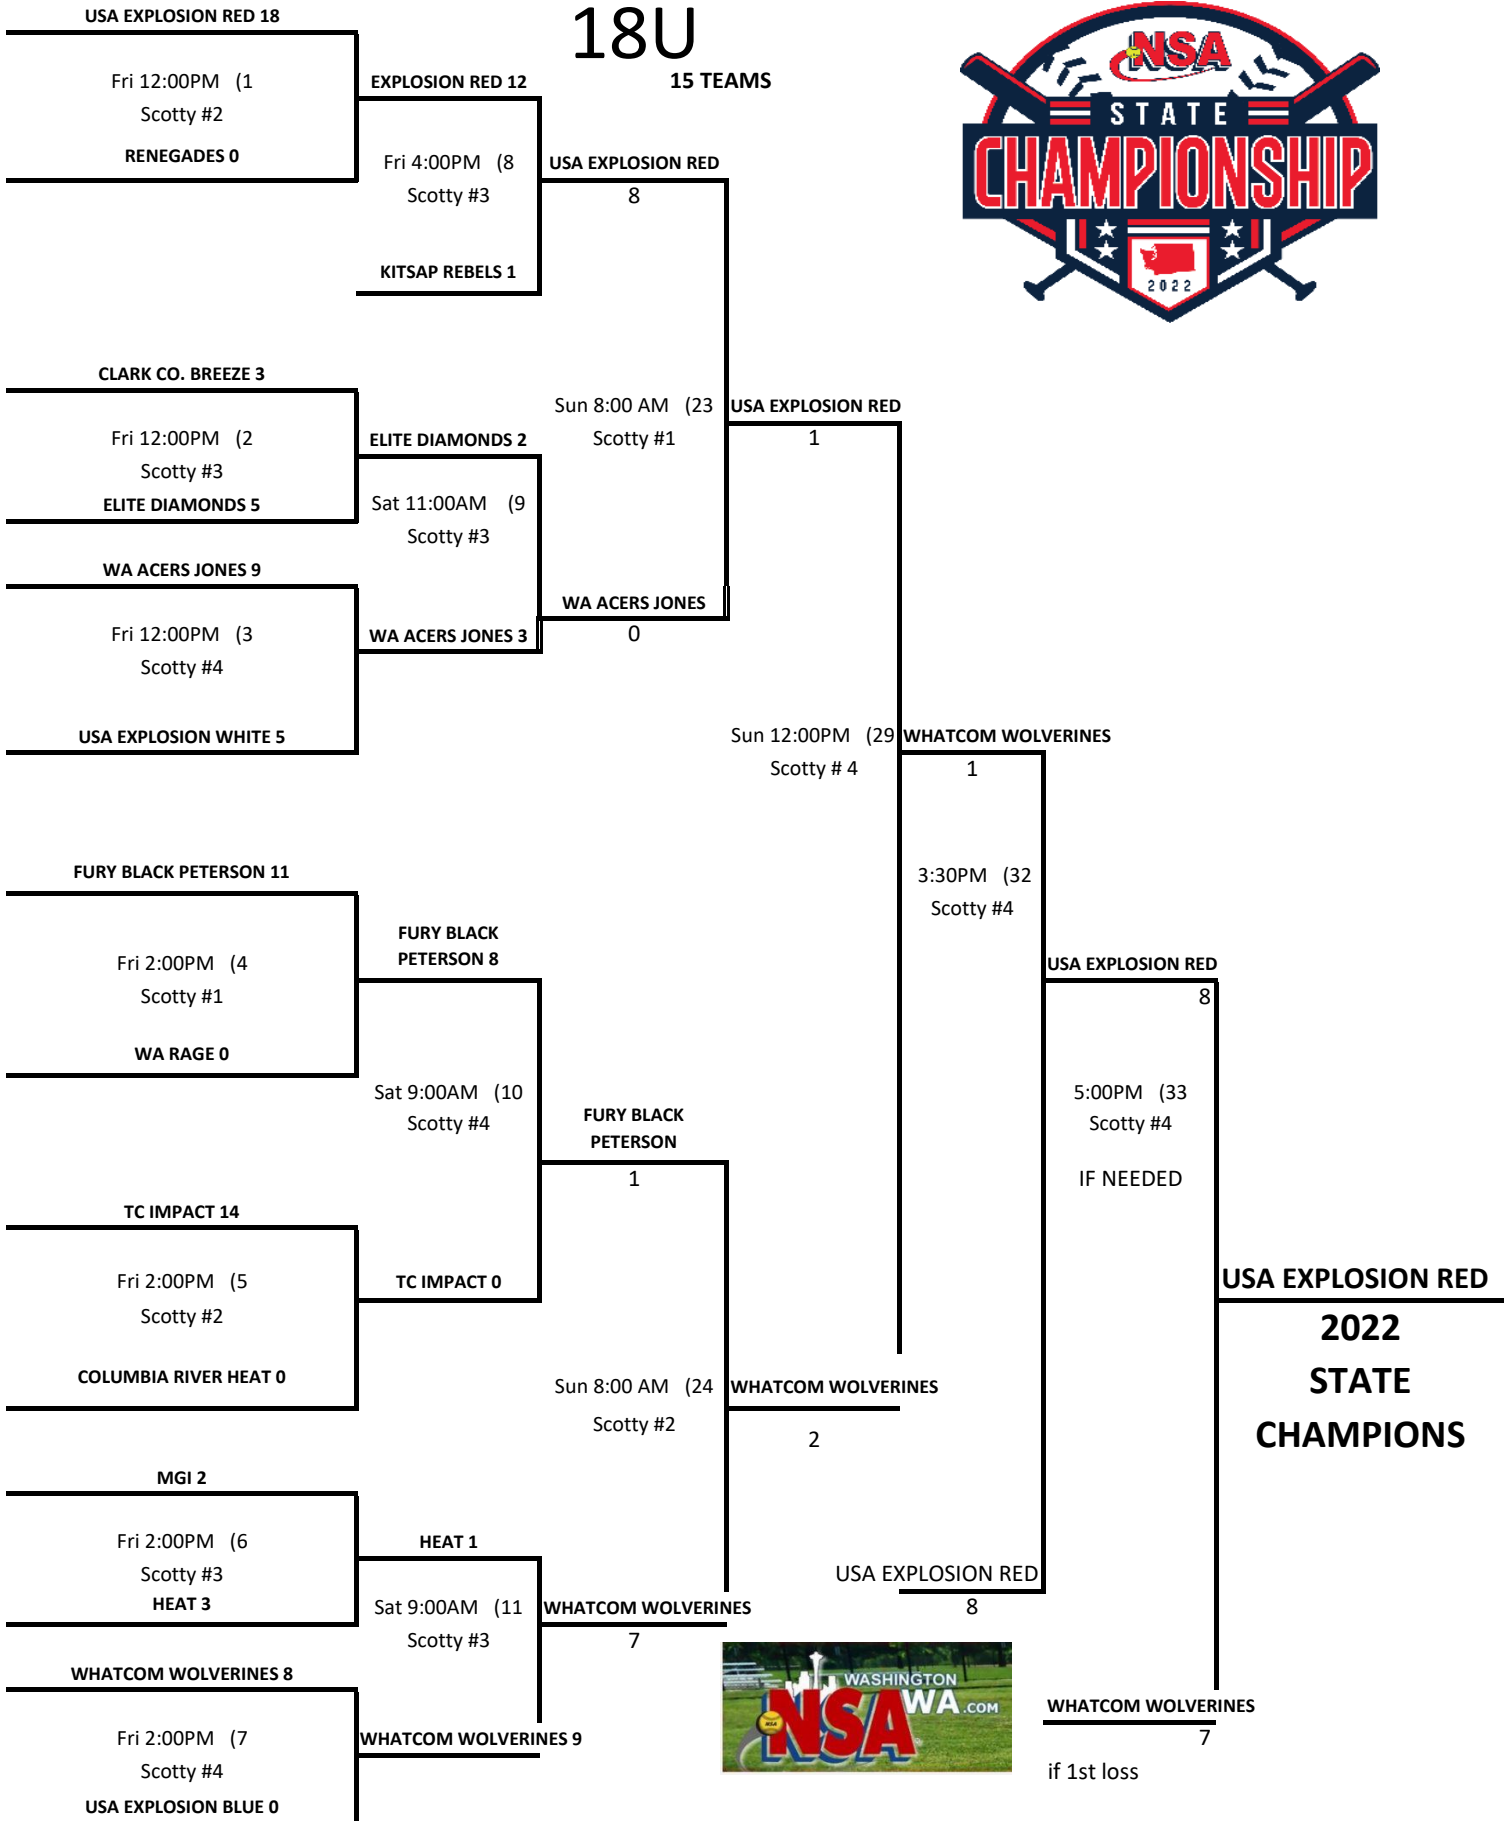 USA EXPLOSION RED 18
18U
15 TEAMS
NSA
STATE
CHAMPIONSHIP
2022
Fri 12:00PM (1
Scotty #2
RENEGADES 0
EXPLOSION RED 12
Fri 4:00PM (8
Scotty #3
KITSAP REBELS 1
USA EXPLOSION RED
8
CLARK CO. BREEZE 3
Fri 12:00PM (2
Scotty #3
ELITE DIAMONDS 5
ELITE DIAMONDS 2
Sat 11:00AM (9
Scotty #3
WA ACERS JONES 9
Fri 12:00PM (3
Scotty #4
USA EXPLOSION WHITE 5
WA ACERS JONES 3
WA ACERS JONES
0
Sun 8:00 AM (23
Scotty #1
USA EXPLOSION RED
1
Sun 12:00PM (29
Scotty # 4
WHATCOM WOLVERINES
1
FURY BLACK PETERSON 11
Fri 2:00PM (4
Scotty #1
WA RAGE 0
FURY BLACK
PETERSON 8
Sat 9:00AM (10
Scotty #4
FURY BLACK
PETERSON
1
TC IMPACT 14
Fri 2:00PM (5
Scotty #2
COLUMBIA RIVER HEAT 0
TC IMPACT 0
Sun 8:00 AM (24
Scotty #2
WHATCOM WOLVERINES
2
MGI 2
Fri 2:00PM (6
Scotty #3
HEAT 3
HEAT 1
Sat 9:00AM (11
Scotty #3
WHATCOM WOLVERINES
7
WHATCOM WOLVERINES 8
Fri 2:00PM (7
Scotty #4
USA EXPLOSION BLUE 0
WHATCOM WOLVERINES 9
3:30PM (32
Scotty #4
USA EXPLOSION RED
8
USA EXPLOSION RED
8
5:00PM (33
Scotty #4
IF NEEDED
WHATCOM WOLVERINES
7
if 1st loss
USA EXPLOSION RED
2022
STATE
CHAMPIONS
WASHINGTON
NSAWA.COM
NSA